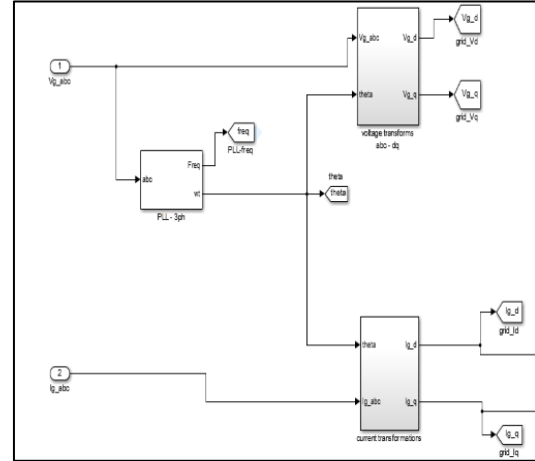 Vg_d
grid_Vd
1
Vg_abc
Vg_abc
Vg_d
theta
Vg_q
Vg_q
grid_Vq
voltage transforms
abc - dq
freq
PLL-freq
Freq
abc
wt
PLL - 3ph
theta
theta
Ig_d
grid_Id
theta
Ig_d
2
Ig_abc
Ig_abc
Ig_q
current transformations
Ig_q
grid_Iq